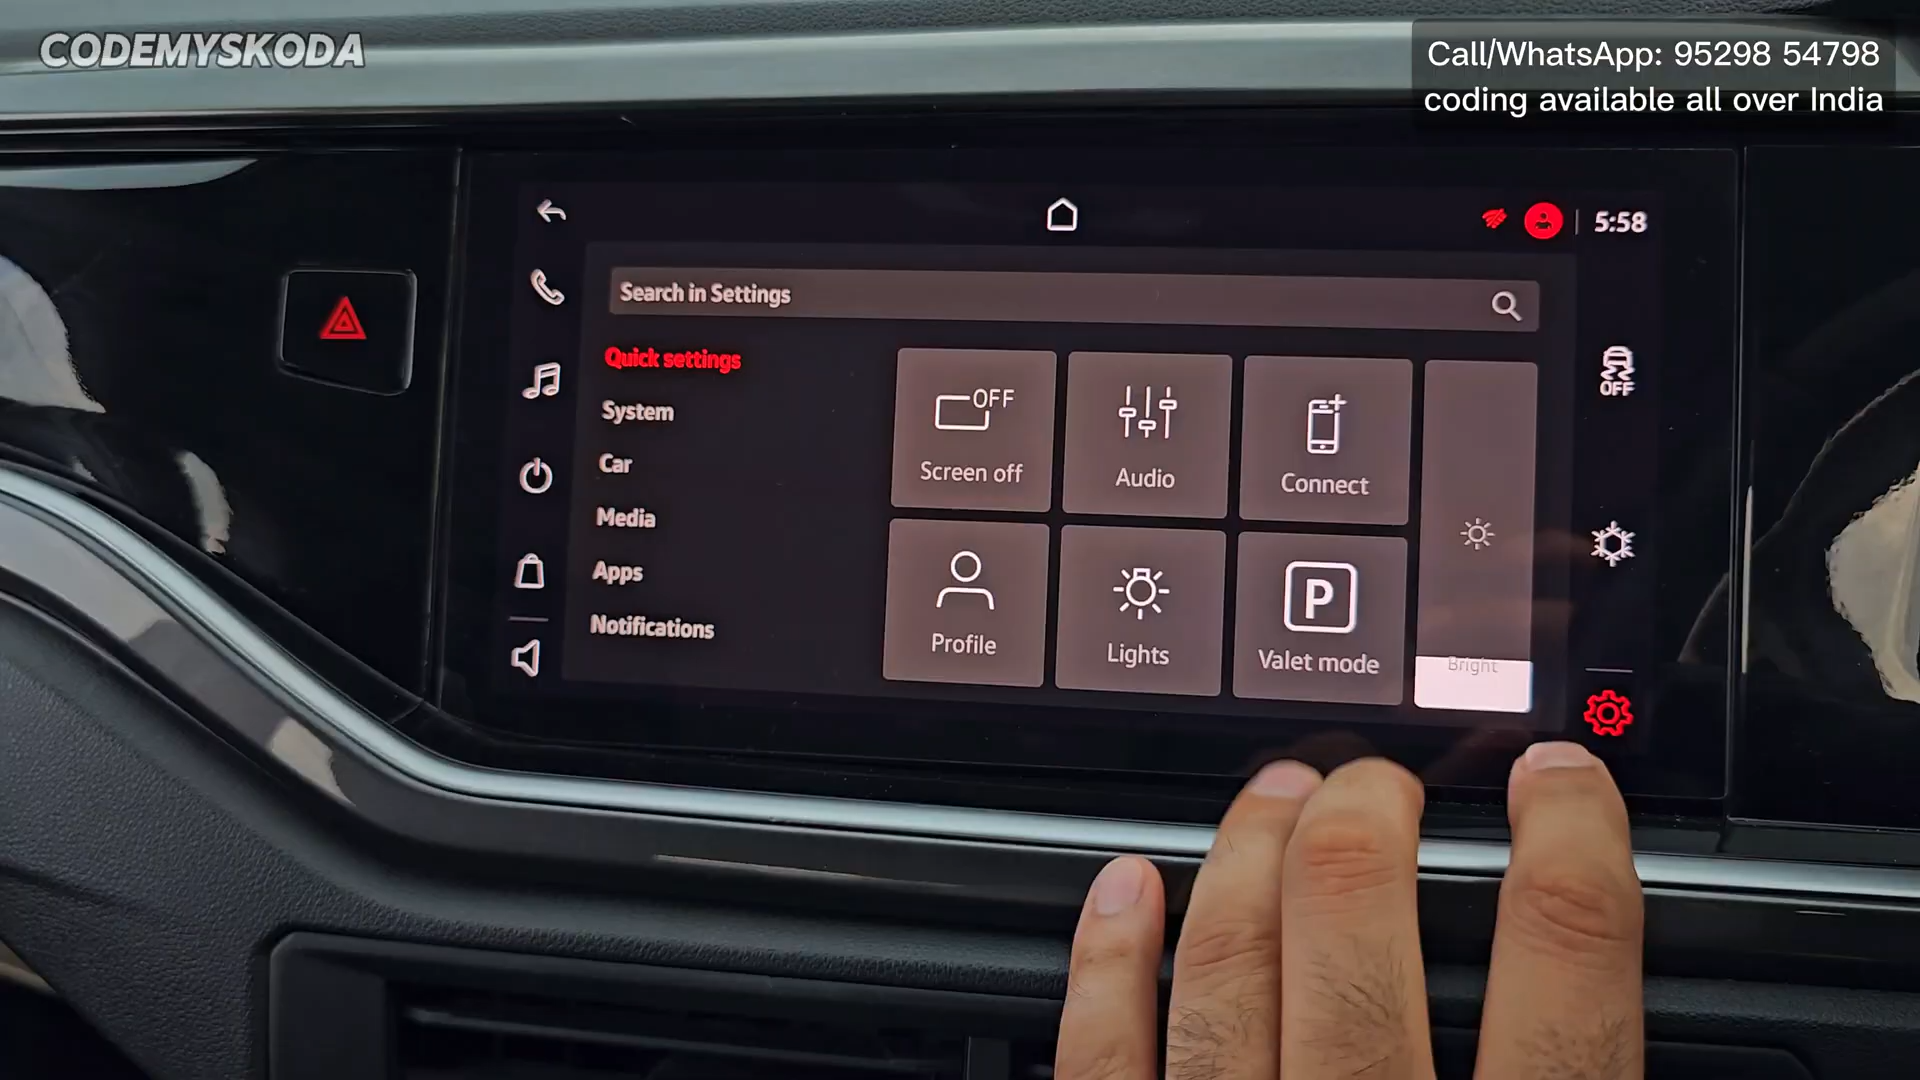 CODEMYSKODA
Call/WhatsApp: 95298 54798
coding available all over India
5:58
Search in Settings
Quick settings
System
Car
Media
Apps
Notifications
OFF
Screen off
Audio
Connect
Profile
Lights
P
Valet mode
Bright
OFF